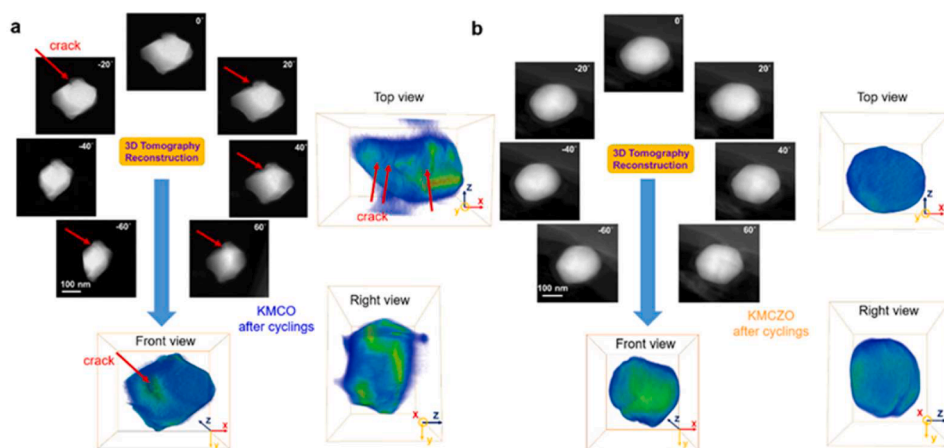 a
crack
0°
-20°
20°
-40°
40°
-60°
60°
100 nm
3D Tomography
Reconstruction
Top view
crack
z
x
y
KMCO
after cyclings
Front view
crack
z
x
y
Right view
x
z
y
b
0°
-20°
20°
-40°
40°
-60°
60°
100 nm
3D Tomography
Reconstruction
Top view
z
x
y
KMCZO
after cyclings
Front view
z
x
y
Right view
x
z
y